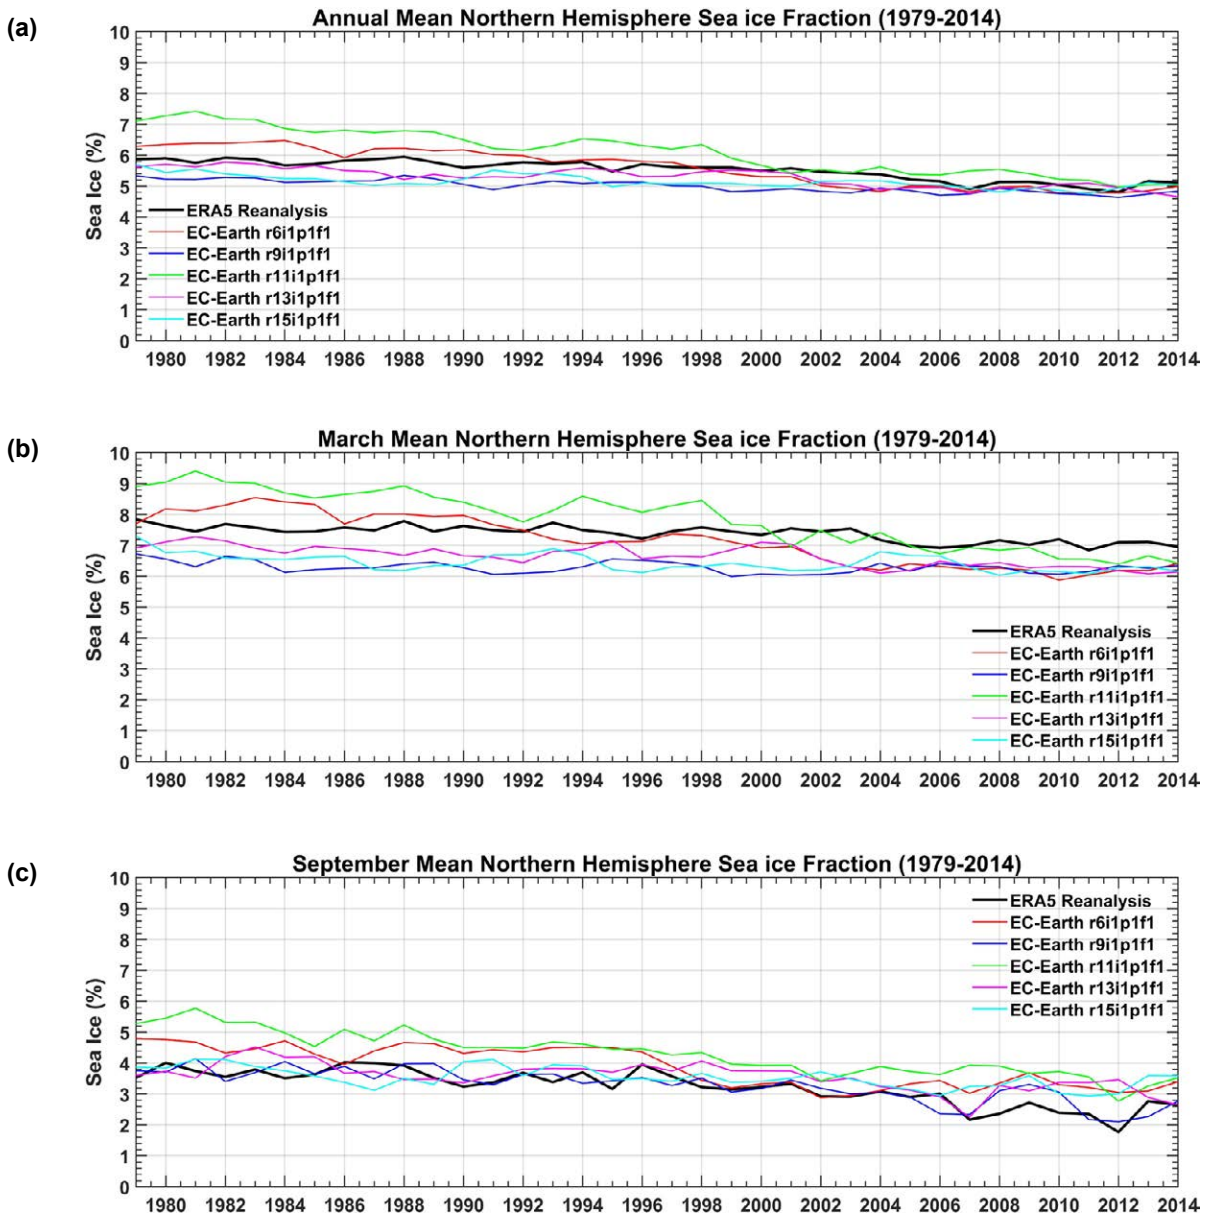 (a)
Annual Mean Northern Hemisphere Sea ice Fraction (1979-2014)
10
9
8
7
6
5
4
3
2
1
0
Sea Ice (%)
ERA5 Reanalysis
EC-Earth r6i1p1f1
EC-Earth r9i1p1f1
EC-Earth r11i1p1f1
EC-Earth r13i1p1f1
EC-Earth r15i1p1f1
1980 1982 1984 1986 1988 1990 1992 1994 1996 1998 2000 2002 2004 2006 2008 2010 2012 2014
(b)
March Mean Northern Hemisphere Sea ice Fraction (1979-2014)
10
9
8
7
6
5
4
3
2
1
0
Sea Ice (%)
ERA5 Reanalysis
EC-Earth r6i1p1f1
EC-Earth r9i1p1f1
EC-Earth r11i1p1f1
EC-Earth r13i1p1f1
EC-Earth r15i1p1f1
1980 1982 1984 1986 1988 1990 1992 1994 1996 1998 2000 2002 2004 2006 2008 2010 2012 2014
(c)
September Mean Northern Hemisphere Sea ice Fraction (1979-2014)
10
9
8
7
6
5
4
3
2
1
0
Sea Ice (%)
ERA5 Reanalysis
EC-Earth r6i1p1f1
EC-Earth r9i1p1f1
EC-Earth r11i1p1f1
EC-Earth r13i1p1f1
EC-Earth r15i1p1f1
1980 1982 1984 1986 1988 1990 1992 1994 1996 1998 2000 2002 2004 2006 2008 2010 2012 2014